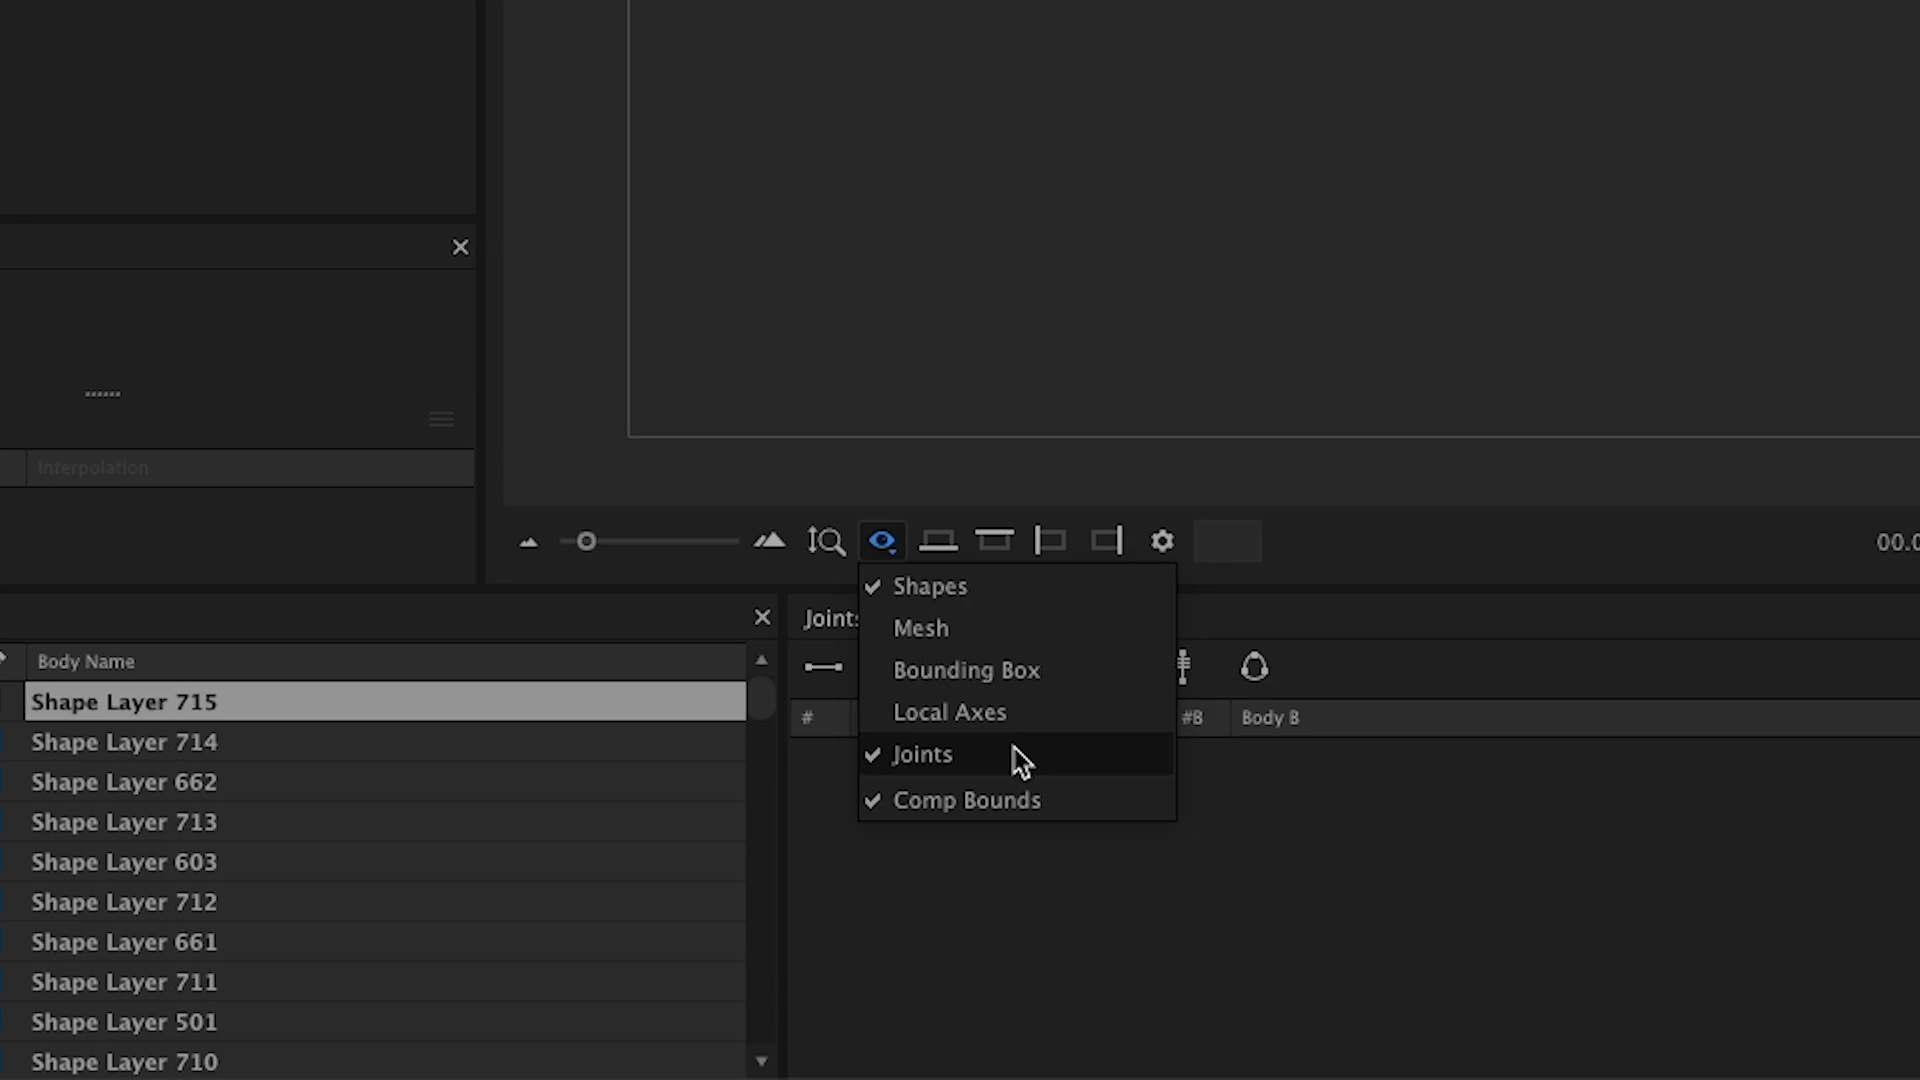 Interpolation
00.0
Shapes
Mesh
Bounding Box
Local Axes
Joints
Comp Bounds
Joints
# #B Body B
Body Name
Shape Layer 715
Shape Layer 714
Shape Layer 662
Shape Layer 713
Shape Layer 603
Shape Layer 712
Shape Layer 661
Shape Layer 711
Shape Layer 501
Shape Layer 710